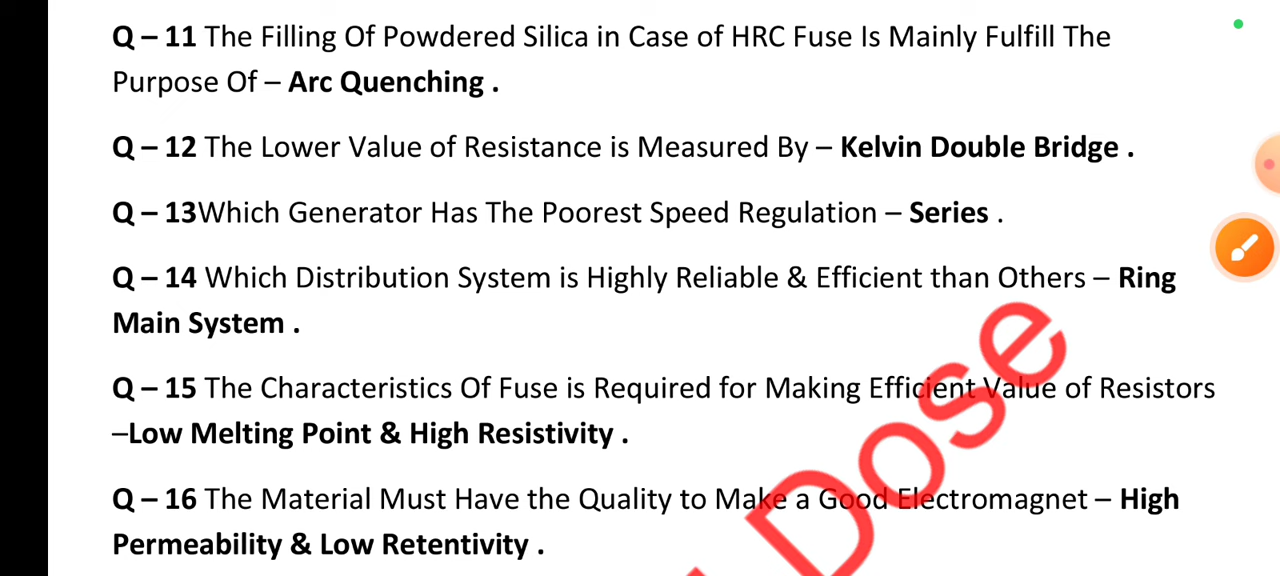 Q – 11 The Filling Of Powdered Silica in Case of HRC Fuse Is Mainly Fulfill The
Purpose Of – Arc Quenching .
Q – 12 The Lower Value of Resistance is Measured By – Kelvin Double Bridge .
Q – 13Which Generator Has The Poorest Speed Regulation – Series .
Q – 14 Which Distribution System is Highly Reliable & Efficient than Others – Ring
Main System .
Q – 15 The Characteristics Of Fuse is Required for Making Efficient Value of Resistors
–Low Melting Point & High Resistivity .
Q – 16 The Material Must Have the Quality to Make a Good Electromagnet – High
Permeability & Low Retentivity .
Dose